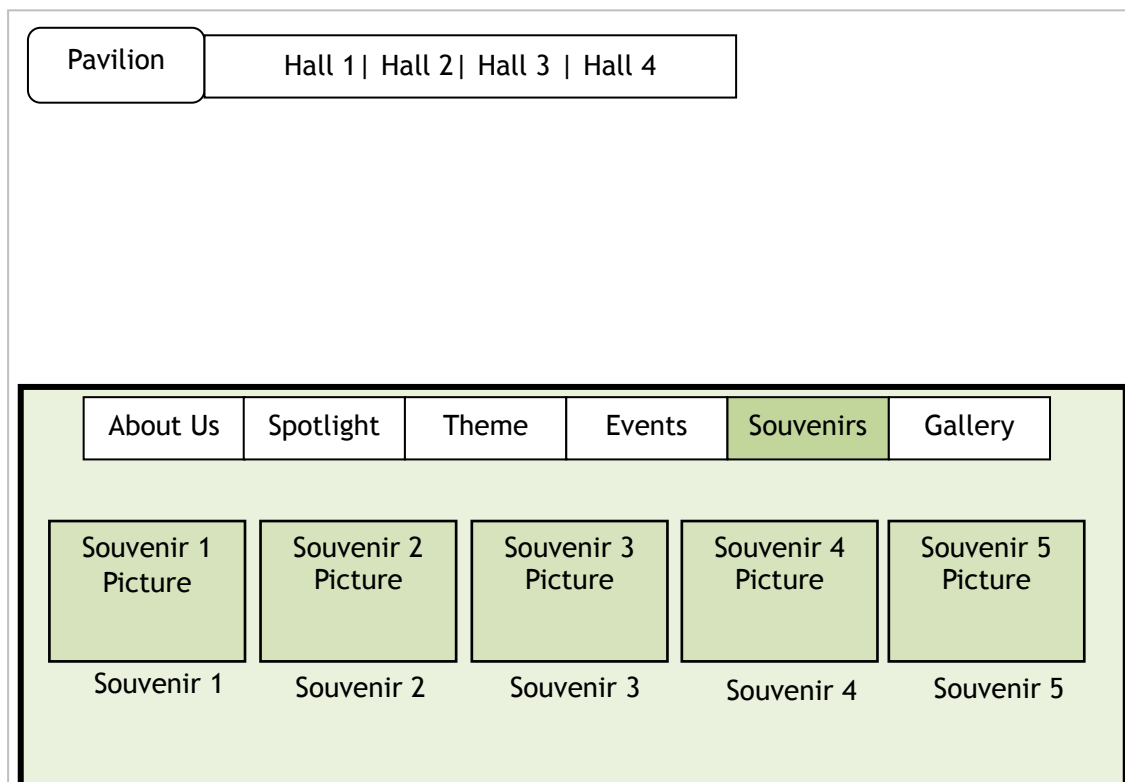 Pavilion
Hall 1| Hall 2| Hall 3 | Hall 4
About Us
Spotlight
Theme
Events
Souvenirs
Gallery
Souvenir 1
Picture
Souvenir 2
Picture
Souvenir 3
Picture
Souvenir 4
Picture
Souvenir 5
Picture
Souvenir 1
Souvenir 2
Souvenir 3
Souvenir 4
Souvenir 5